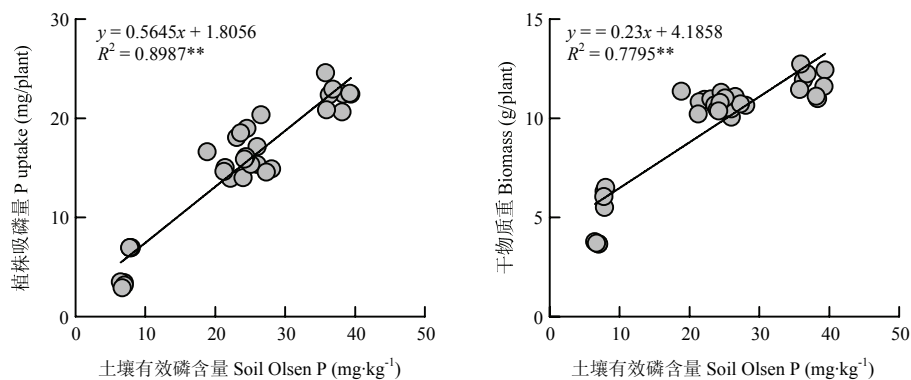 y = 0.5645x + 1.8056
R² = 0.8987**
30
20
10
0
0 10 20 30 40 50
植株吸磷量 P uptake (mg/plant)
土壤有效磷含量 Soil Olsen P (mg·kg⁻¹)
y = = 0.23x + 4.1858
R² = 0.7795**
15
10
5
0
0 10 20 30 40 50
干物质重 Biomass (g/plant)
土壤有效磷含量 Soil Olsen P (mg·kg⁻¹)